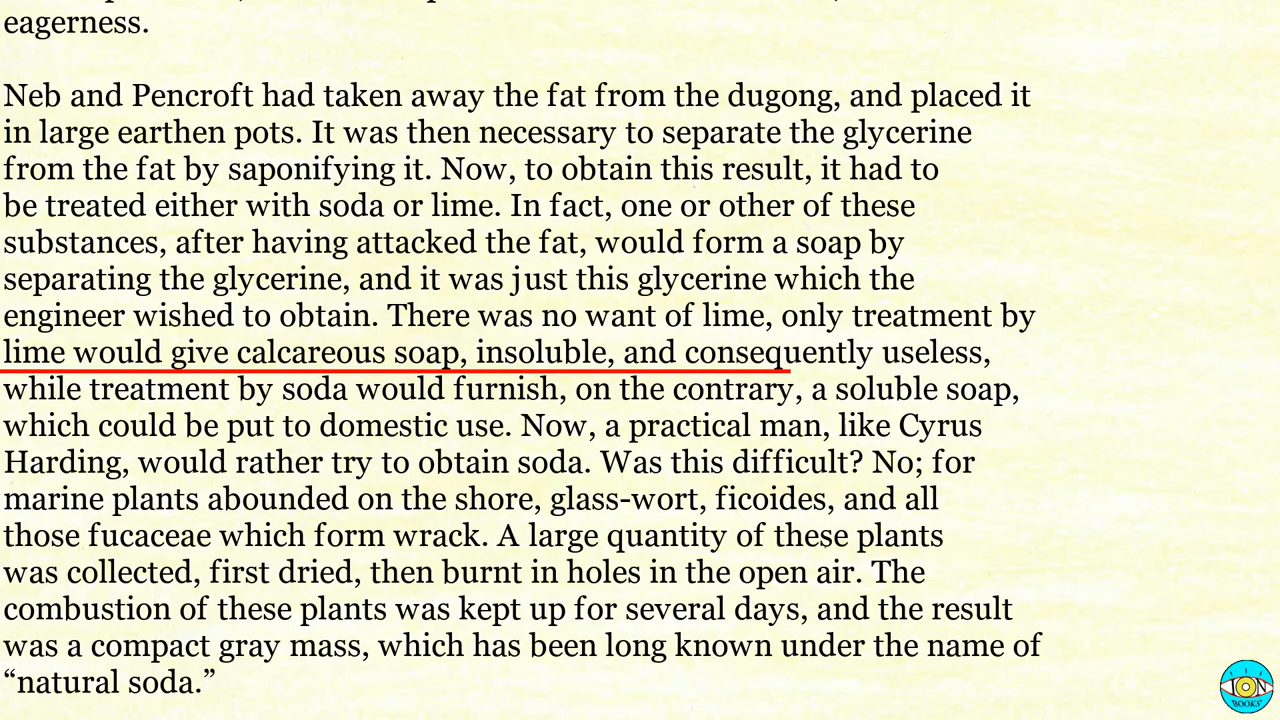 eagerness.
Neb and Pencroft had taken away the fat from the dugong, and placed it
in large earthen pots. It was then necessary to separate the glycerine
from the fat by saponifying it. Now, to obtain this result, it had to
be treated either with soda or lime. In fact, one or other of these
substances, after having attacked the fat, would form a soap by
separating the glycerine, and it was just this glycerine which the
engineer wished to obtain. There was no want of lime, only treatment by
lime would give calcareous soap, insoluble, and consequently useless,
while treatment by soda would furnish, on the contrary, a soluble soap,
which could be put to domestic use. Now, a practical man, like Cyrus
Harding, would rather try to obtain soda. Was this difficult? No; for
marine plants abounded on the shore, glass-wort, ficoides, and all
those fucaceae which form wrack. A large quantity of these plants
was collected, first dried, then burnt in holes in the open air. The
combustion of these plants was kept up for several days, and the result
was a compact gray mass, which has been long known under the name of
“natural soda.”
ION
BOOKS